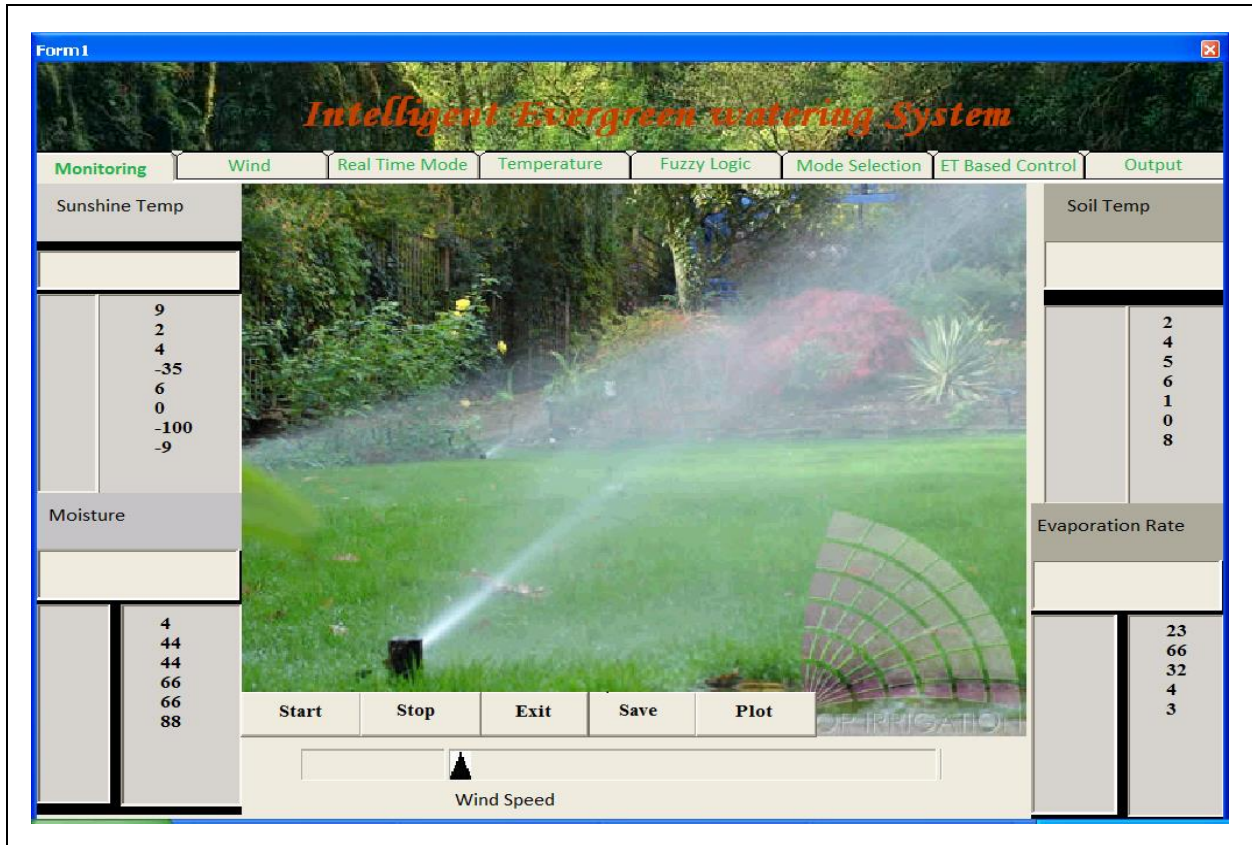 Form1
Intelligent Evergreen watering System
Monitoring Wind Real Time Mode Temperature Fuzzy Logic Mode Selection ET Based Control Output
Sunshine Temp
9
2
4
-35
6
0
-100
-9
Moisture
4
44
44
66
66
88
Soil Temp
2
4
5
6
1
0
8
Evaporation Rate
23
66
32
4
3
OP IRRIGATION
Start Stop Exit Save Plot
Wind Speed